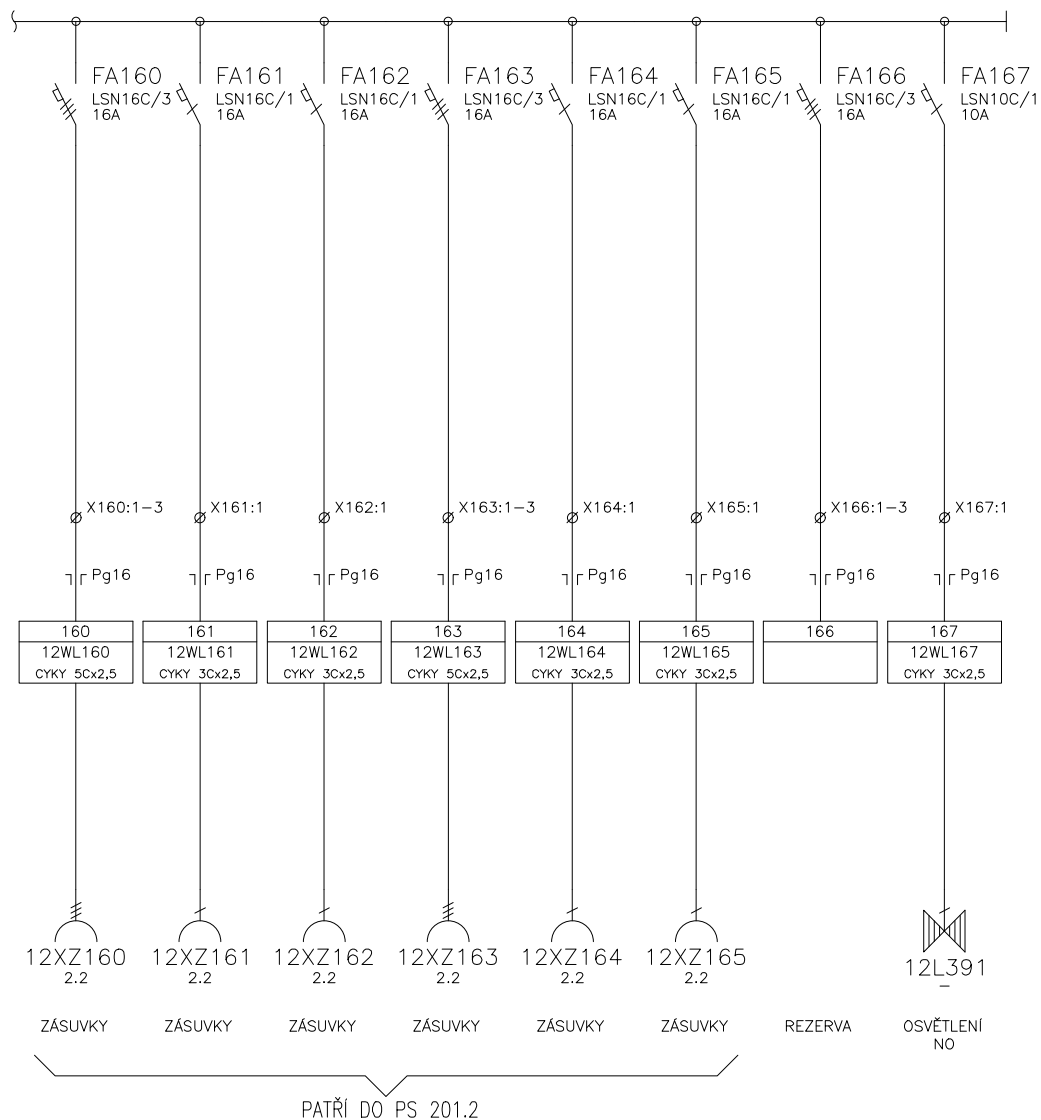 FA160
LSN16C/3
16A
FA161
LSN16C/1
16A
FA162
LSN16C/1
16A
FA163
LSN16C/3
16A
FA164
LSN16C/1
16A
FA165
LSN16C/1
16A
FA166
LSN16C/3
16A
FA167
LSN10C/1
10A
X160:1-3
X161:1
X162:1
X163:1-3
X164:1
X165:1
X166:1-3
X167:1
Pg16
Pg16
Pg16
Pg16
Pg16
Pg16
Pg16
Pg16
160
12WL160
CYKY 5Cx2,5
161
12WL161
CYKY 3Cx2,5
162
12WL162
CYKY 3Cx2,5
163
12WL163
CYKY 5Cx2,5
164
12WL164
CYKY 3Cx2,5
165
12WL165
CYKY 3Cx2,5
166
167
12WL167
CYKY 3Cx2,5
12XZ160
2.2
12XZ161
2.2
12XZ162
2.2
12XZ163
2.2
12XZ164
2.2
12XZ165
2.2
12L391
–
ZÁSUVKY
ZÁSUVKY
ZÁSUVKY
ZÁSUVKY
ZÁSUVKY
ZÁSUVKY
REZERVA
OSVĚTLENÍ
NO
PATŘÍ DO PS 201.2